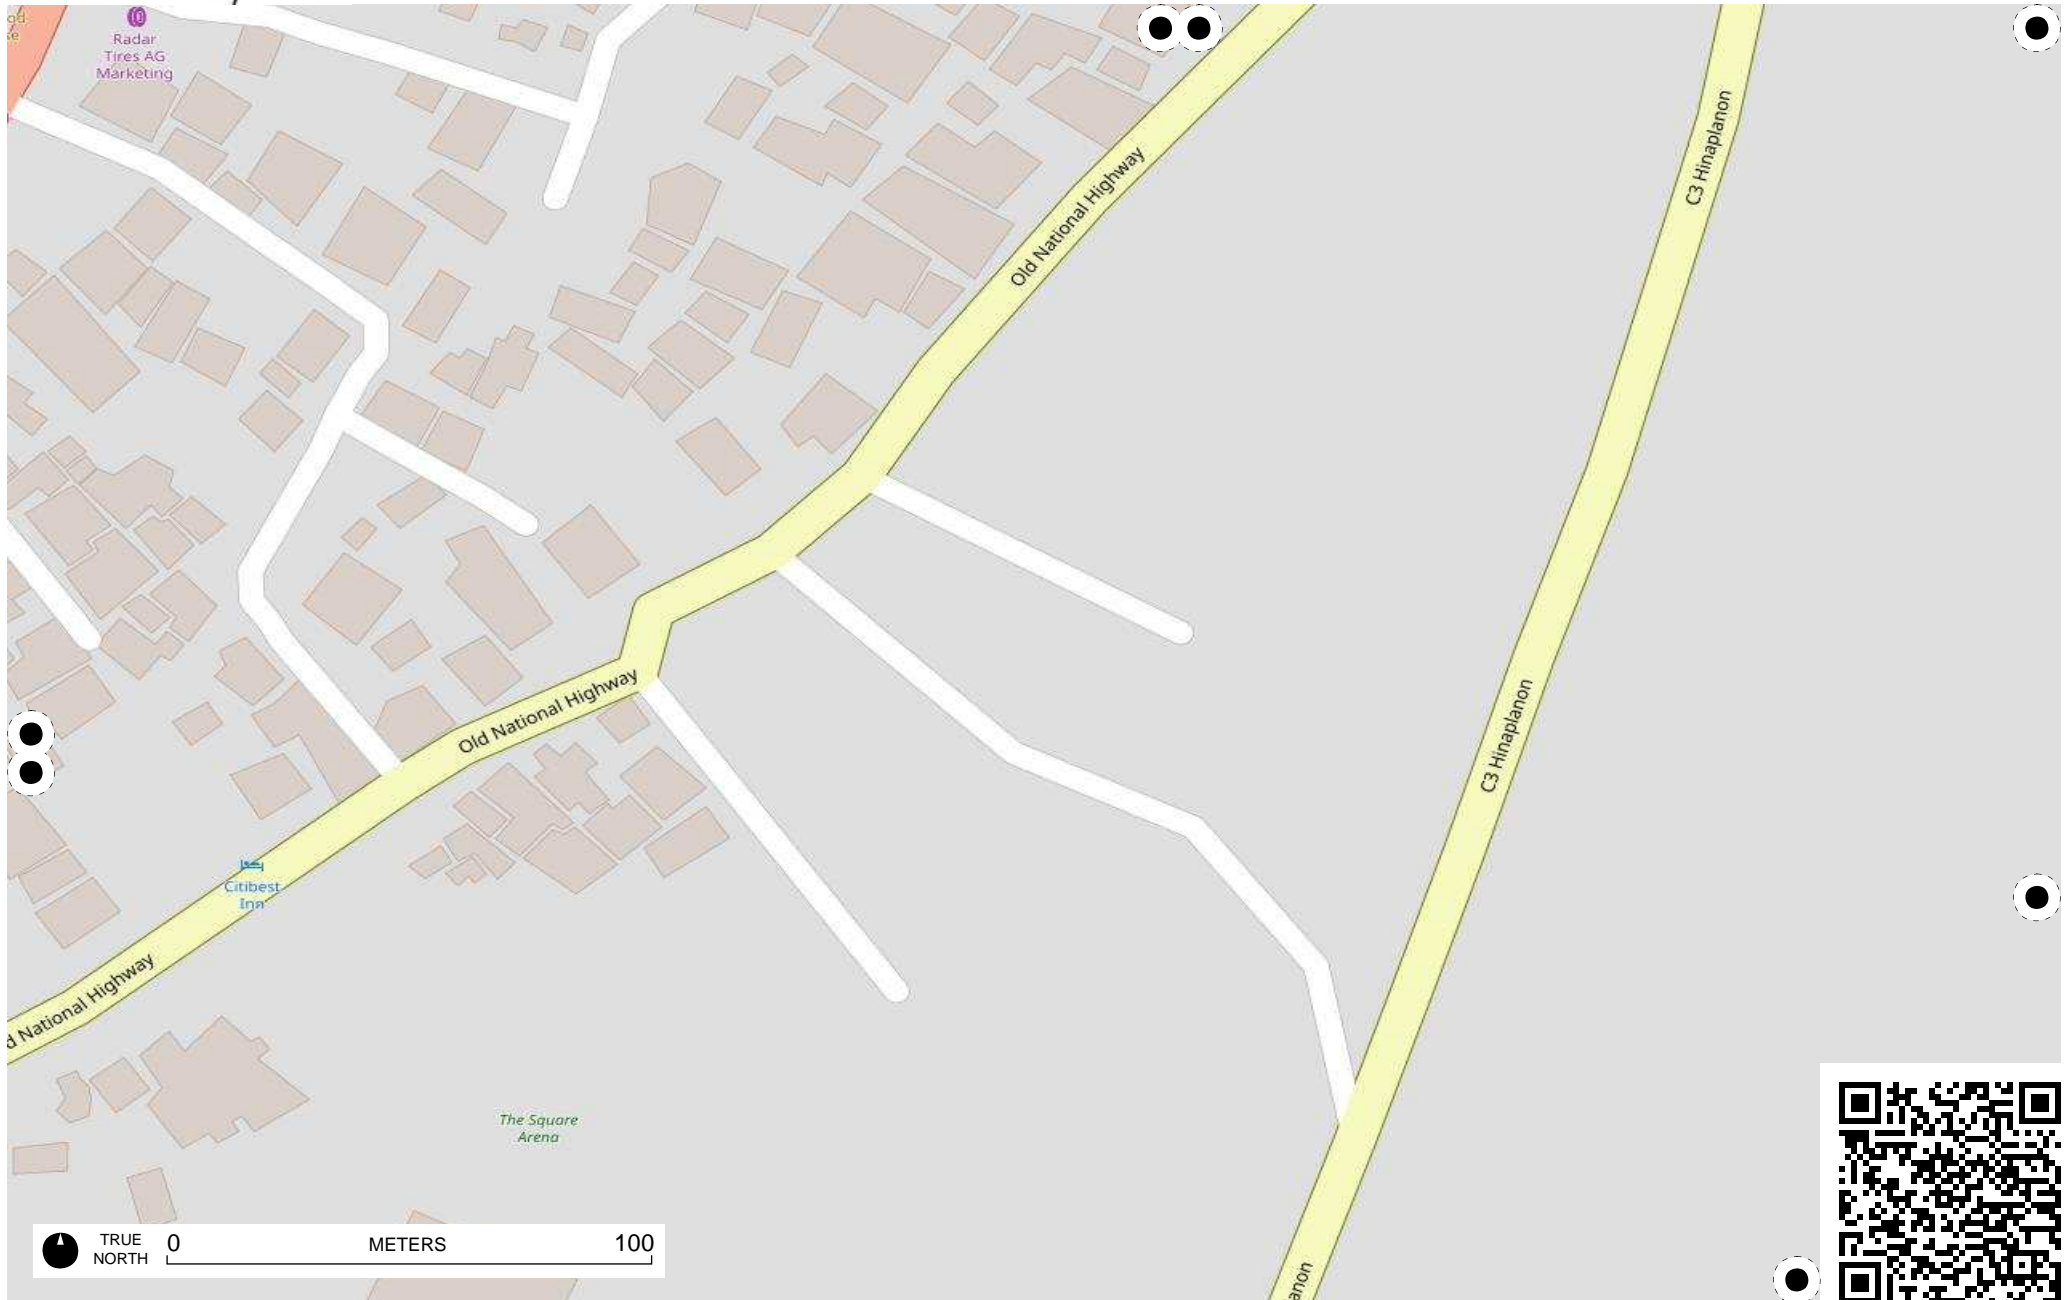 Radar
Tires AG
Marketing
C3 Hinaplanon
Old National Highway
C3 Hinaplanon
Old National Highway
Citibest
Inn
d National Highway
The Square
Arena
TRUE
NORTH
0 METERS 100
anon